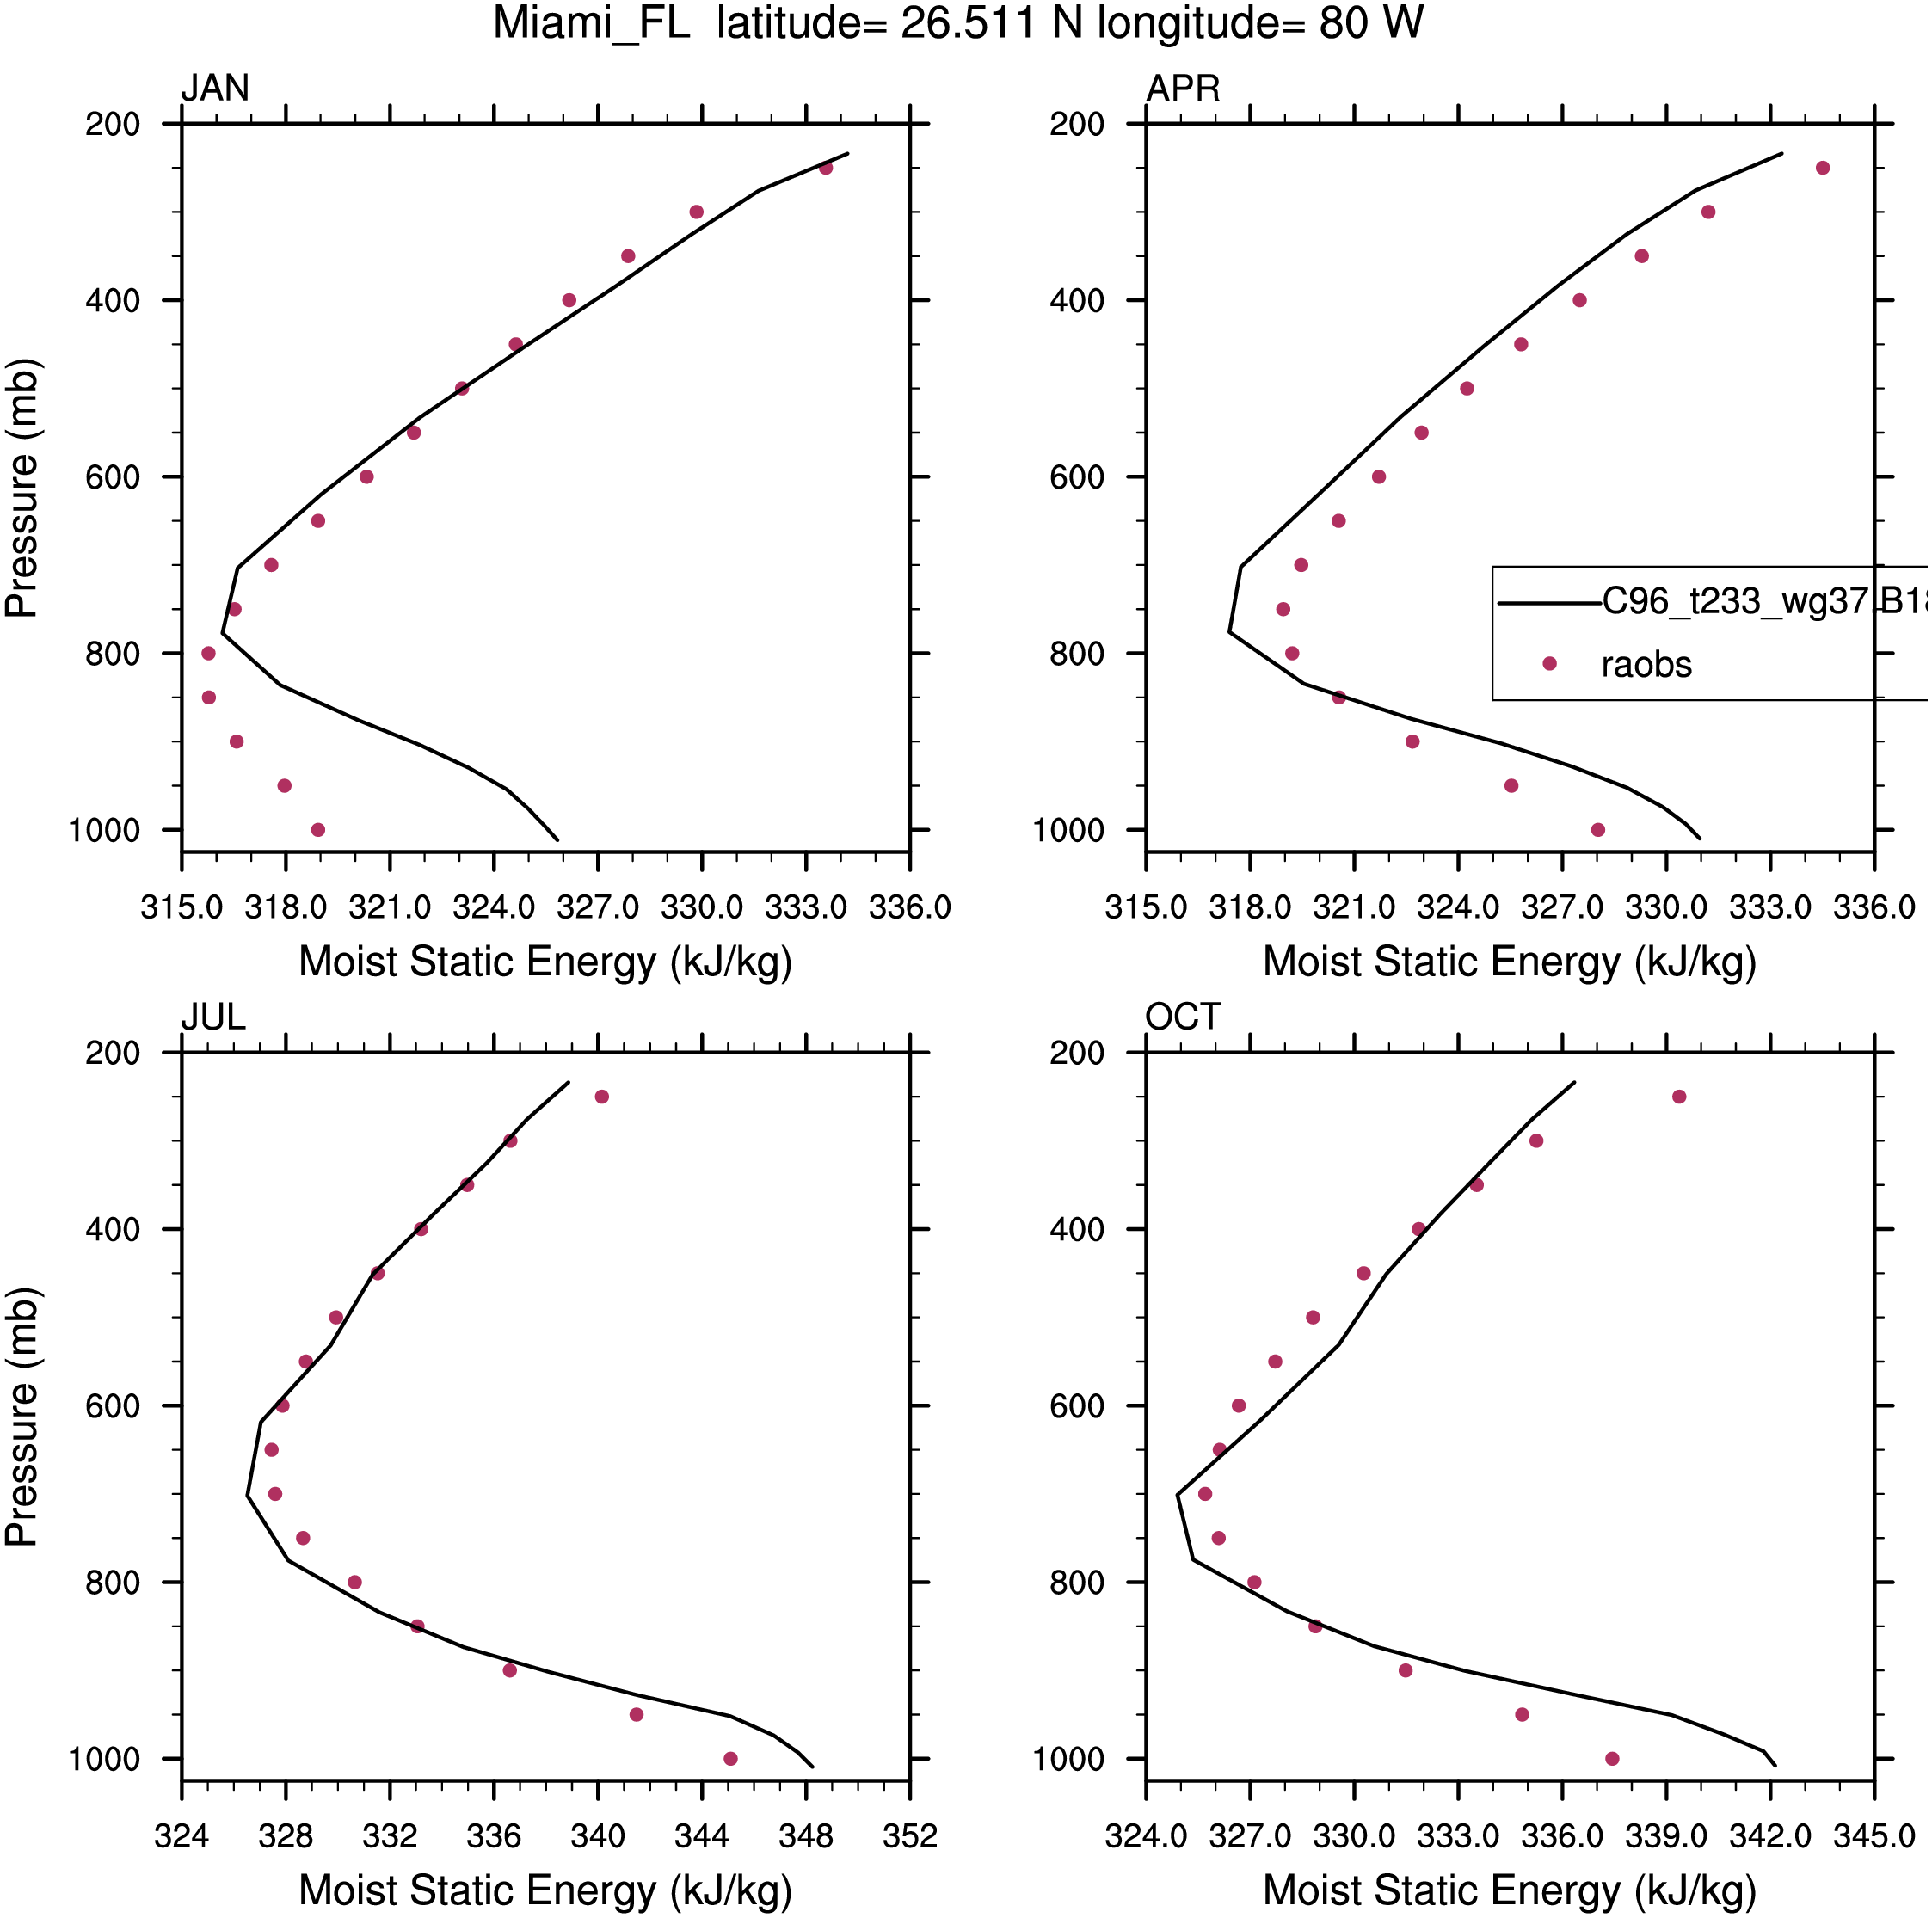 Miami_FL latitude= 26.511 N longitude= 80 W
JAN
200
400
600
800
1000
Pressure (mb)
315.0 318.0 321.0 324.0 327.0 330.0 333.0 336.0
Moist Static Energy (kJ/kg)
APR
200
400
600
800
1000
C96_t233_wg37
raobs
315.0 318.0 321.0 324.0 327.0 330.0 333.0 336.0
Moist Static Energy (kJ/kg)
JUL
200
400
600
800
1000
Pressure (mb)
324 328 332 336 340 344 348 352
Moist Static Energy (kJ/kg)
OCT
200
400
600
800
1000
324.0 327.0 330.0 333.0 336.0 339.0 342.0 345.0
Moist Static Energy (kJ/kg)